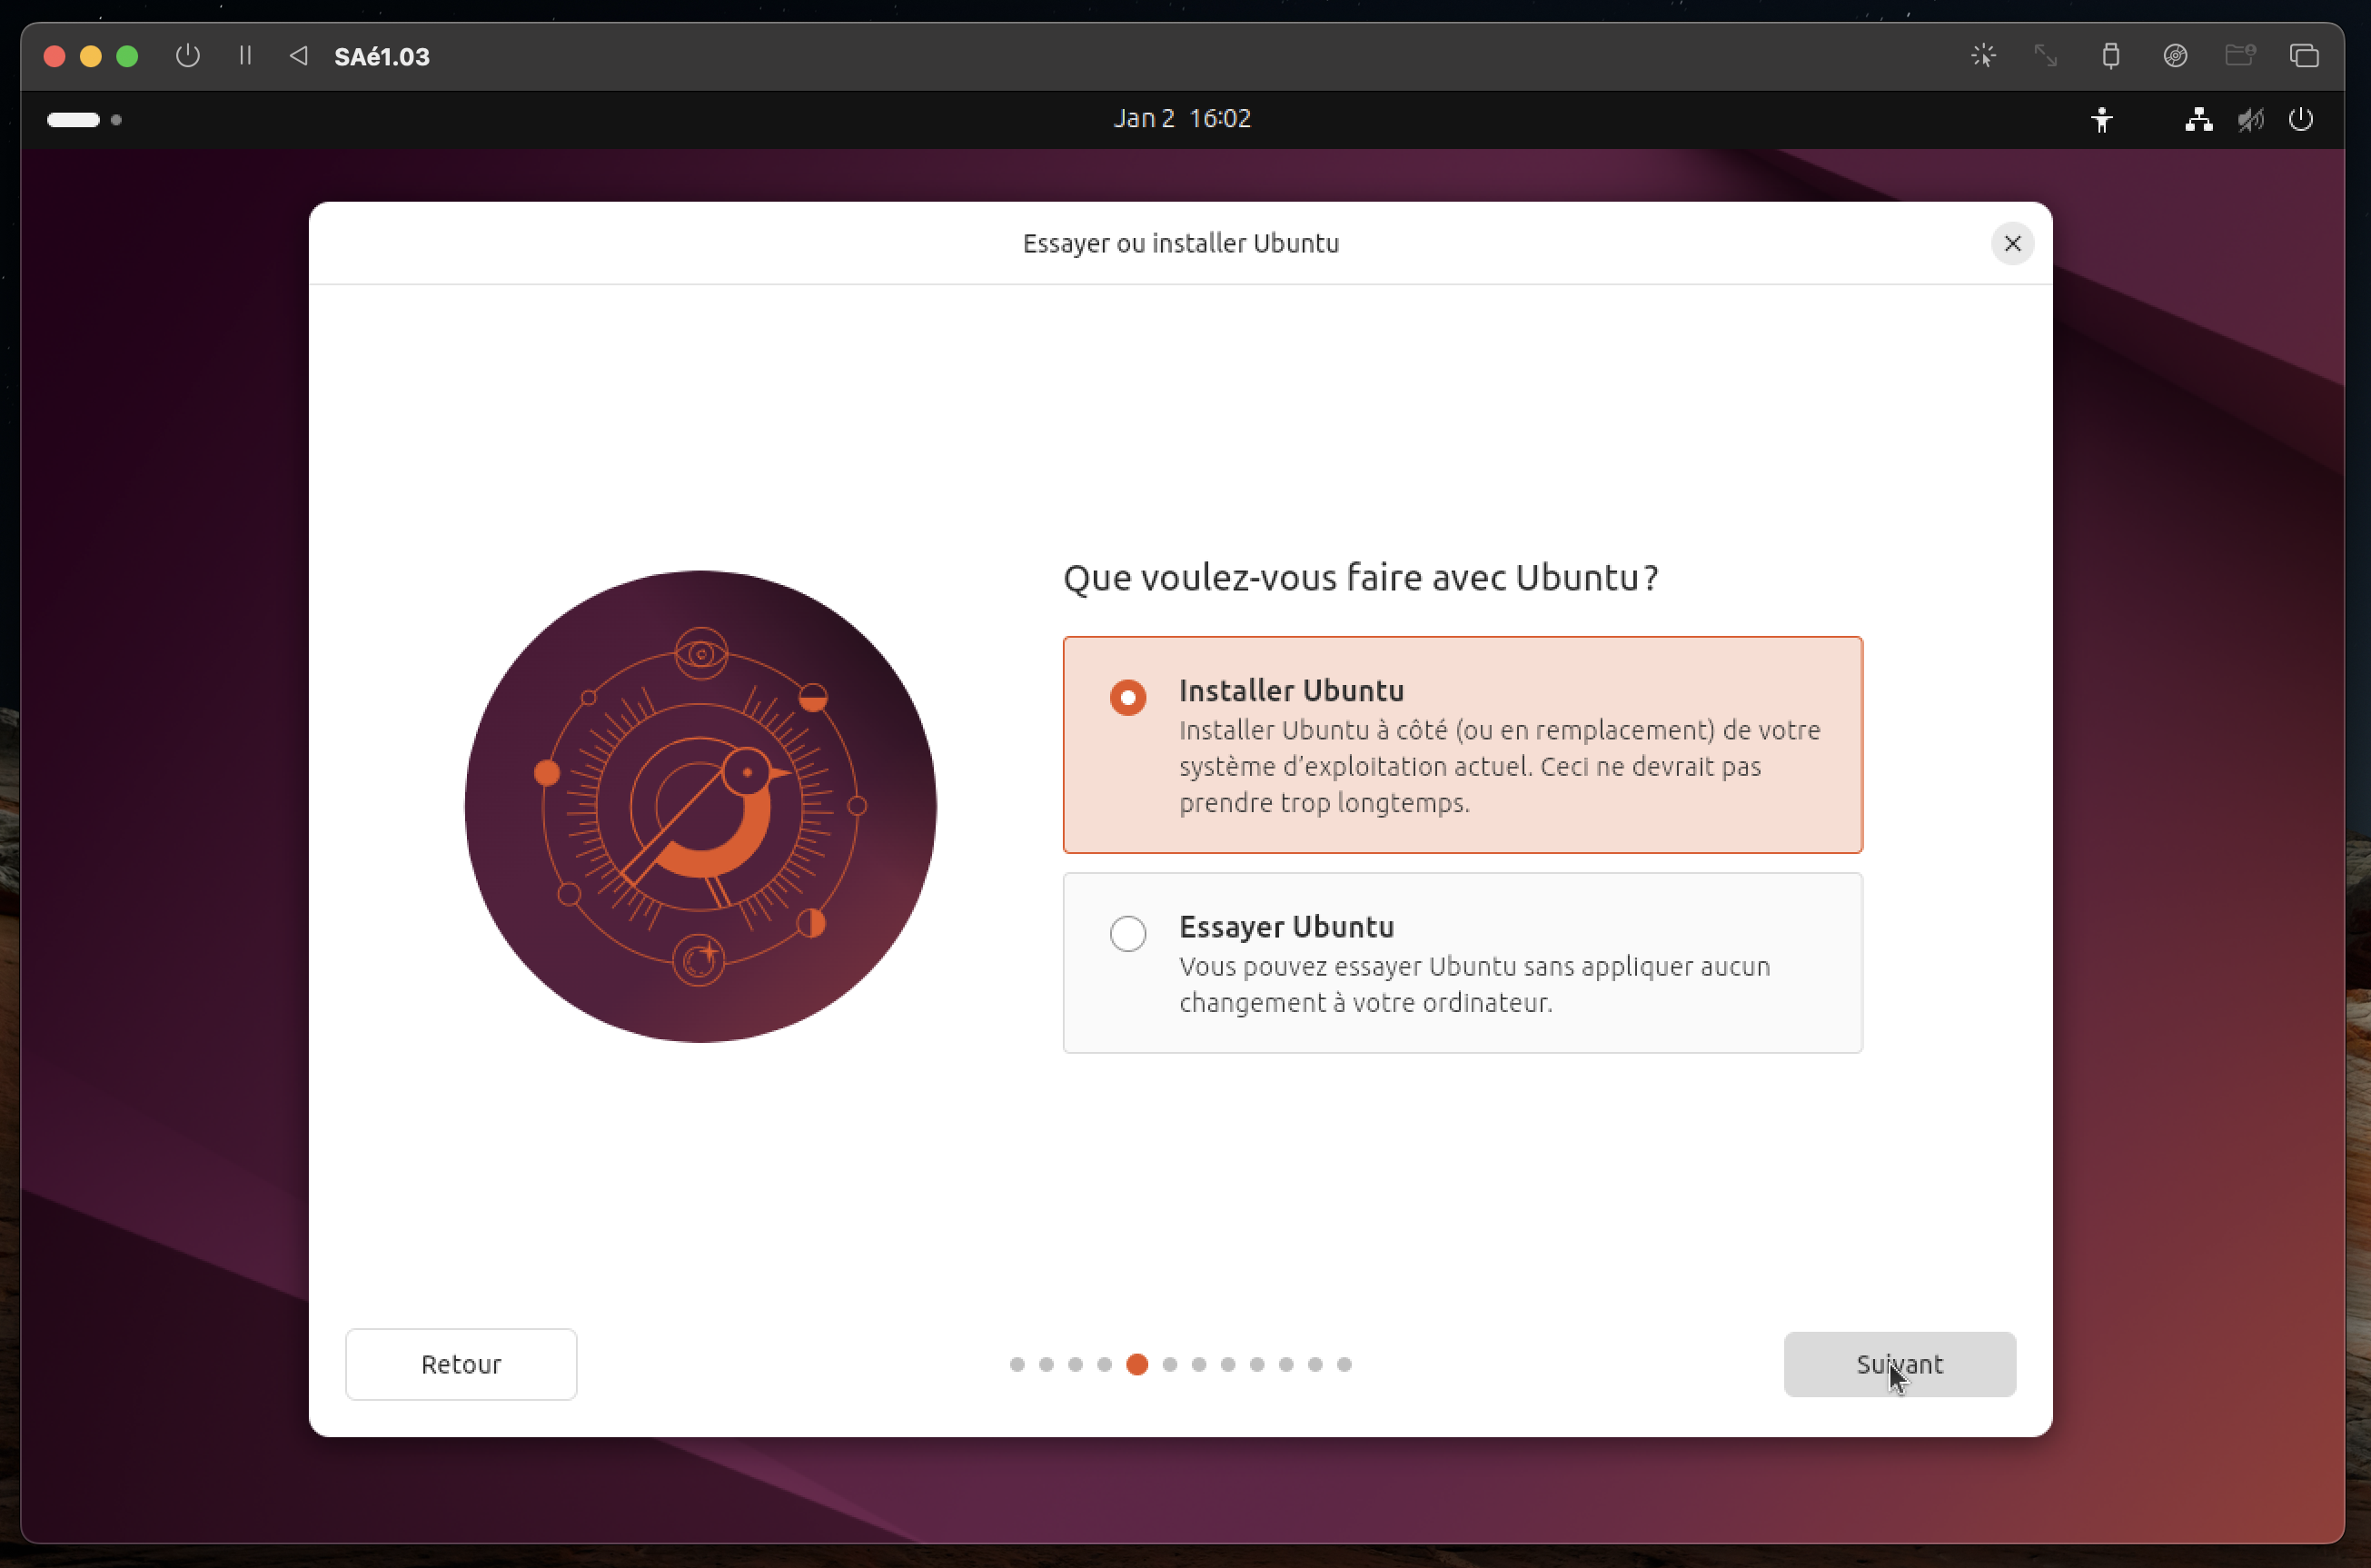 SAé1.03
Jan 2 16:02
Essayer ou installer Ubuntu
Que voulez-vous faire avec Ubuntu ?
Installer Ubuntu
Installer Ubuntu à côté (ou en remplacement) de votre
système d’exploitation actuel. Ceci ne devrait pas
prendre trop longtemps.
Essayer Ubuntu
Vous pouvez essayer Ubuntu sans appliquer aucun
changement à votre ordinateur.
Retour
Suivant